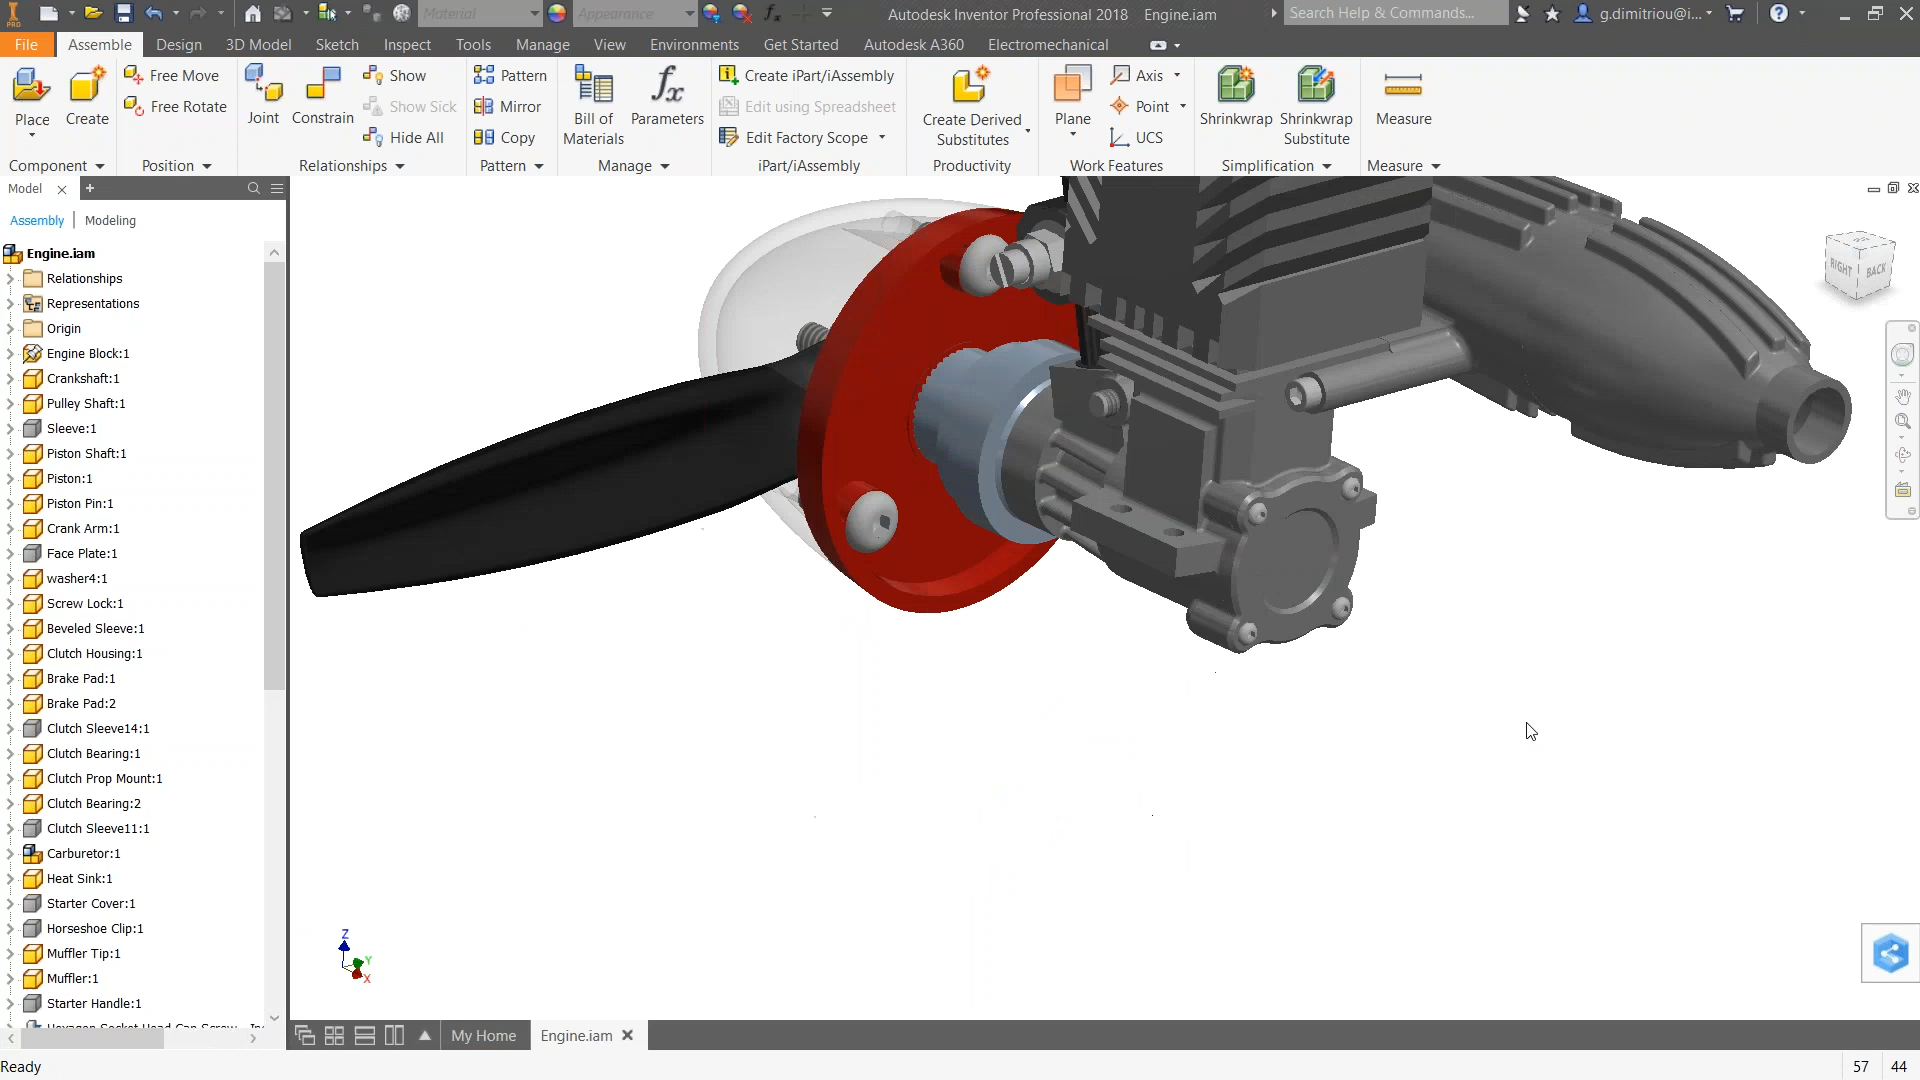 PRO
Material
Appearance
Autodesk Inventor Professional 2018 Engine.iam
Search Help & Commands...
g.dimitriou@i...
File Assemble Design 3D Model Sketch Inspect Tools Manage View Environments Get Started Autodesk A360 Electromechanical
Place
Create
Component
Free Move
Free Rotate
Position
Joint
Constrain
Show
Show Sick
Hide All
Relationships
Pattern
Mirror
Copy
Pattern
Bill of
Materials
Parameters
Manage
Create iPart/iAssembly
Edit using Spreadsheet
Edit Factory Scope
iPart/iAssembly
Create Derived
Substitutes
Productivity
Plane
Axis
Point
UCS
Work Features
Shrinkwrap
Shrinkwrap
Substitute
Simplification
Measure
Measure
Model
Assembly | Modeling
Engine.iam
Relationships
Representations
Origin
Engine Block:1
Crankshaft:1
Pulley Shaft:1
Sleeve:1
Piston Shaft:1
Piston:1
Piston Pin:1
Crank Arm:1
Face Plate:1
washer4:1
Screw Lock:1
Beveled Sleeve:1
Clutch Housing:1
Brake Pad:1
Brake Pad:2
Clutch Sleeve14:1
Clutch Bearing:1
Clutch Prop Mount:1
Clutch Bearing:2
Clutch Sleeve11:1
Carburetor:1
Heat Sink:1
Starter Cover:1
Horseshoe Clip:1
Muffler Tip:1
Muffler:1
Starter Handle:1
RIGHT BACK
Z
Y
X
My Home
Engine.iam
Ready
57 44